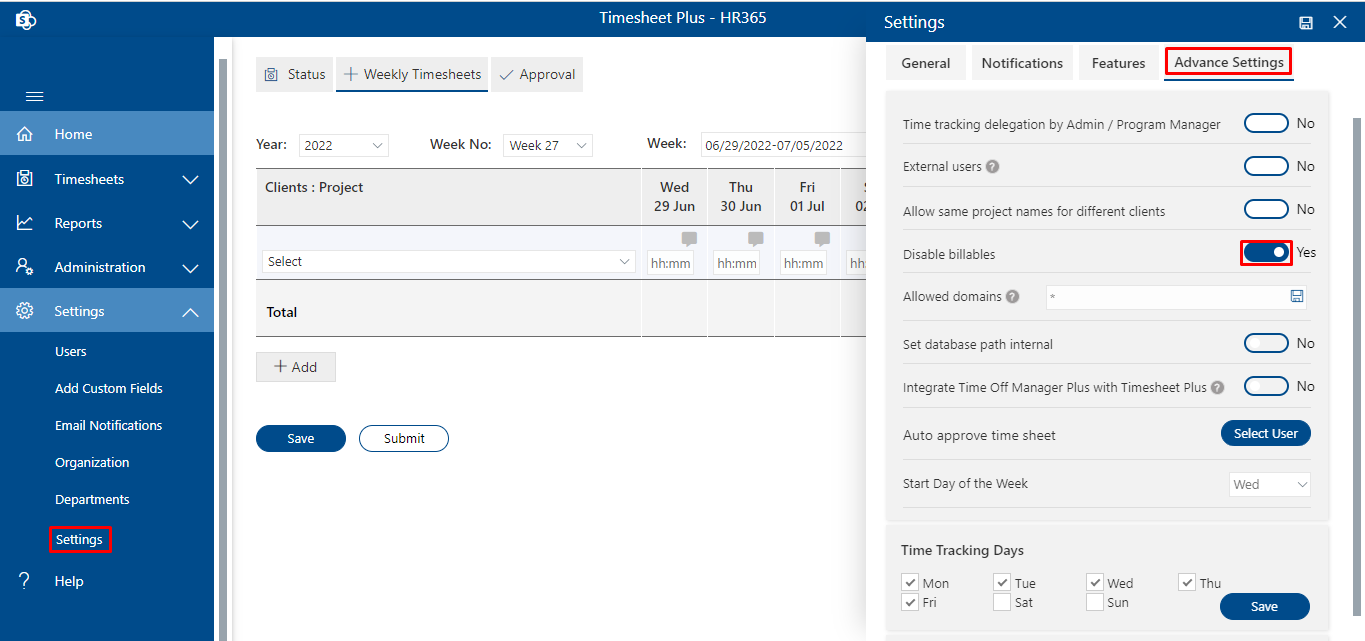 Timesheet Plus - HR365
Home
Timesheets
Reports
Administration
Settings
Users
Add Custom Fields
Email Notifications
Organization
Departments
Settings
? Help
Status
Weekly Timesheets
Approval
Year: 2022 Week No: Week 27 Week: 06/29/2022-07/05/2022
Clients : Project Wed Thu Fri
29 Jun 30 Jun 01 Jul
Select hh:mm hh:mm hh:mm
Total
+ Add
Save Submit
Settings
General Notifications Features Advance Settings
Time tracking delegation by Admin / Program Manager No
External users ? No
Allow same project names for different clients No
Disable billables Yes
Allowed domains ? *
Set database path internal No
Integrate Time Off Manager Plus with Timesheet Plus ? No
Auto approve time sheet Select User
Start Day of the Week Wed
Time Tracking Days
Mon Tue Wed Thu
Fri Sat Sun
Save